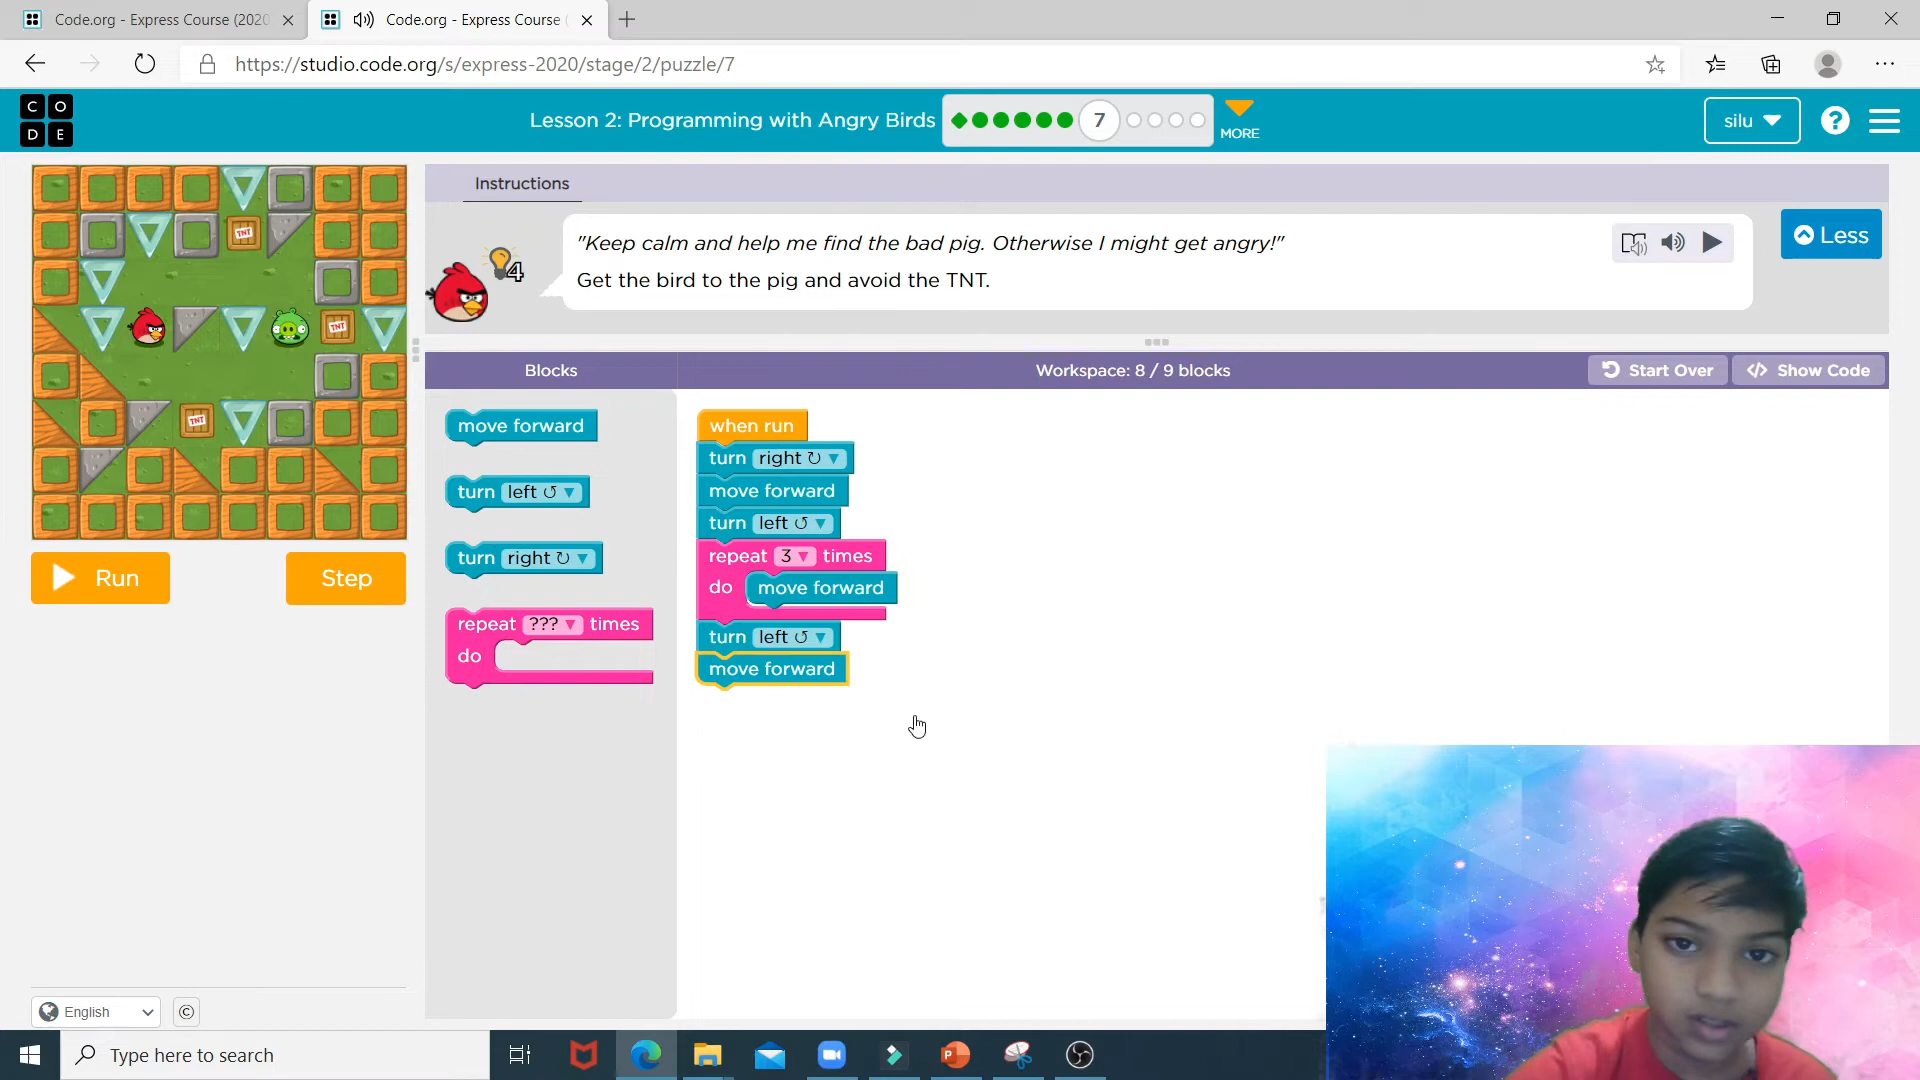 Code.org - Express Course (2020
Code.org - Express Course (
https://studio.code.org/s/express-2020/stage/2/puzzle/7
CODE
Lesson 2: Programming with Angry Birds
7
MORE
silu
?
Instructions
4
"Keep calm and help me find the bad pig. Otherwise I might get angry!"
Get the bird to the pig and avoid the TNT.
Less
TNT
TNT
TNT
Blocks
Workspace: 8 / 9 blocks
Start Over
</> Show Code
move forward
turn left ↺
turn right ↻
repeat ??? times
do
when run
turn right ↻
move forward
turn left ↺
repeat 3 times
do move forward
turn left ↺
move forward
Run
Step
English
©
Type here to search